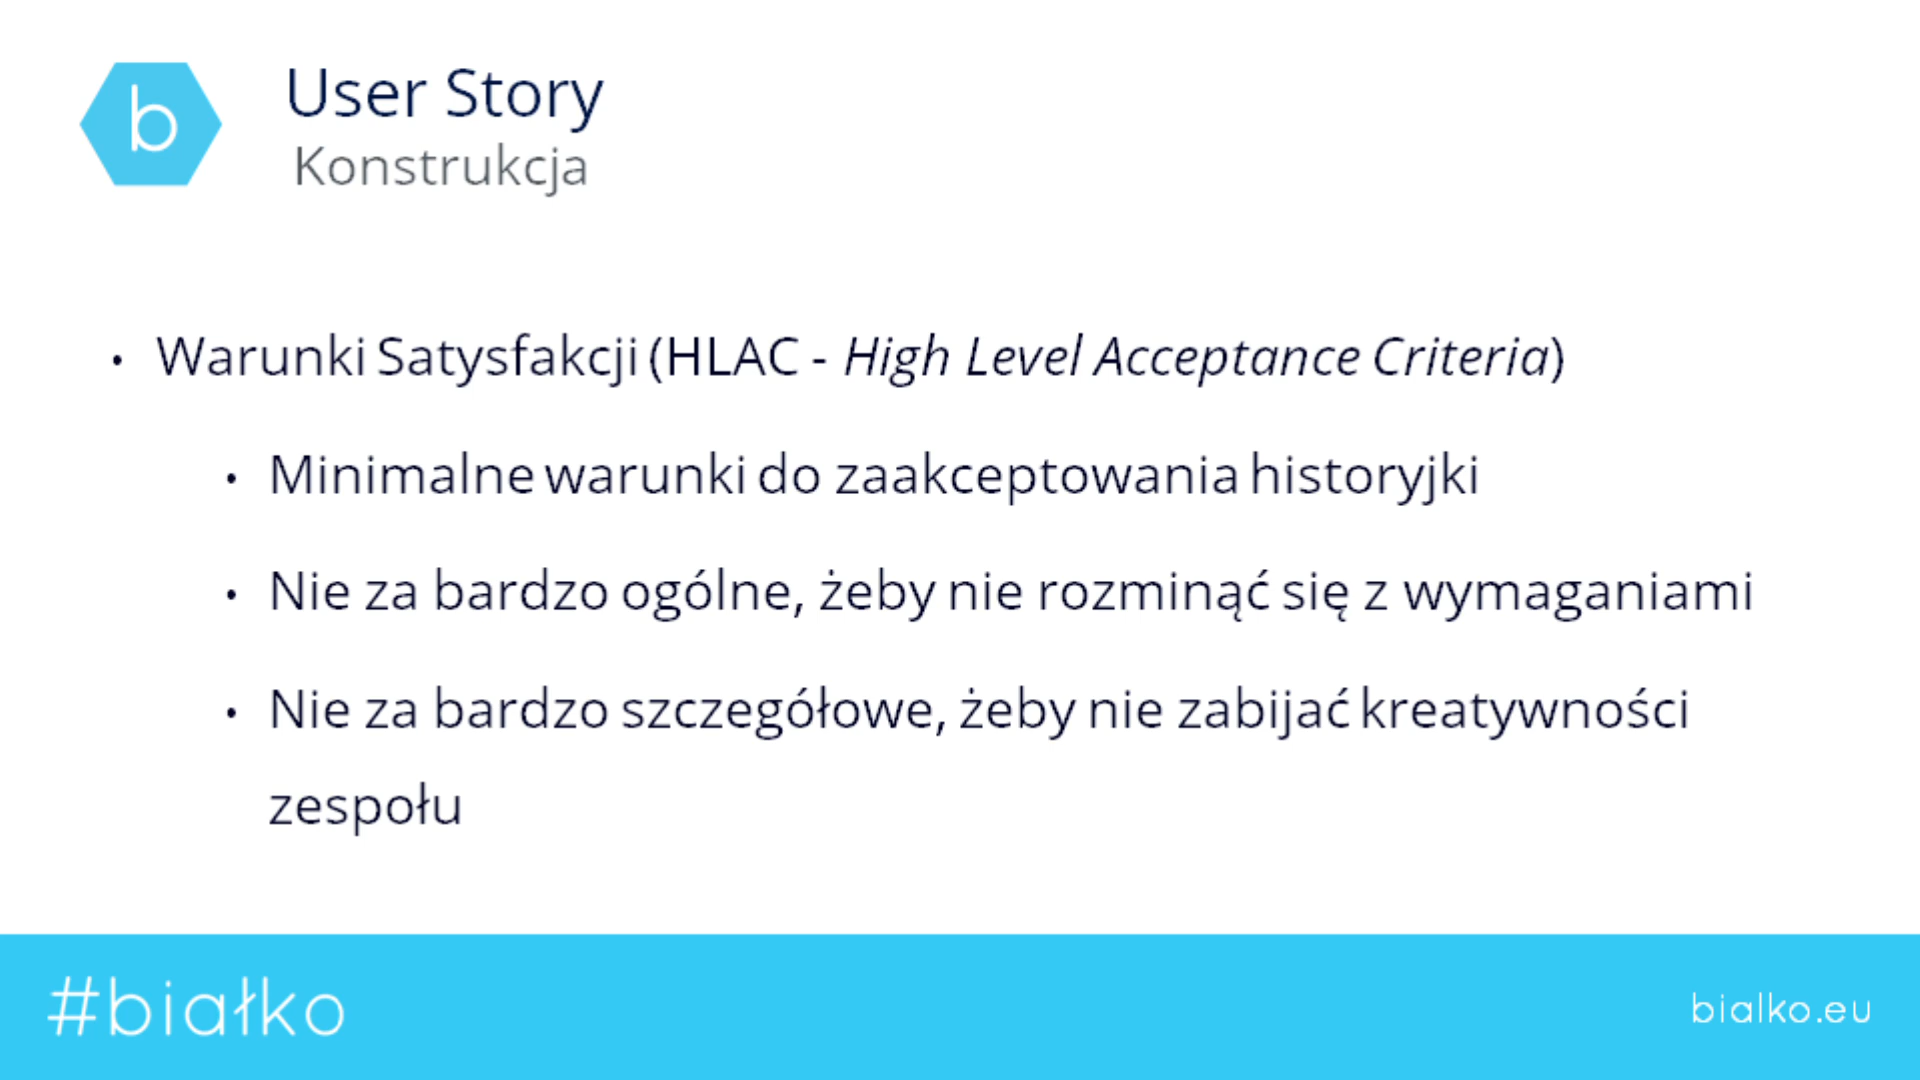 b
User Story
Konstrukcja
• Warunki Satysfakcji (HLAC - High Level Acceptance Criteria)
• Minimalne warunki do zaakceptowania historyjki
• Nie za bardzo ogólne, żeby nie rozminąć się z wymaganiami
• Nie za bardzo szczegółowe, żeby nie zabijać kreatywności
zespołu
#białko
bialko.eu